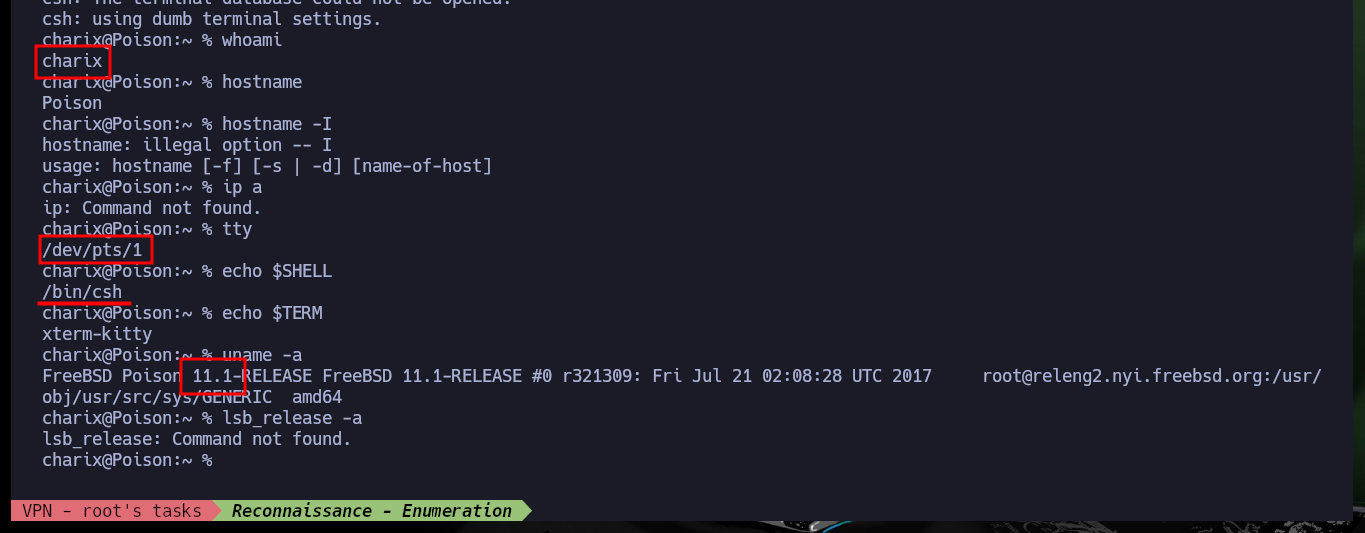 csh: The terminal database could not be opened.
csh: using dumb terminal settings.
charix@Poison:~ % whoami
charix
charix@Poison:~ % hostname
Poison
charix@Poison:~ % hostname -I
hostname: illegal option -- I
usage: hostname [-f] [-s | -d] [name-of-host]
charix@Poison:~ % ip a
ip: Command not found.
charix@Poison:~ % tty
/dev/pts/1
charix@Poison:~ % echo $SHELL
/bin/csh
charix@Poison:~ % echo $TERM
xterm-kitty
charix@Poison:~ % uname -a
FreeBSD Poison 11.1-RELEASE FreeBSD 11.1-RELEASE #0 r321309: Fri Jul 21 02:08:28 UTC 2017     root@releng2.nyi.freebsd.org:/usr/
obj/usr/src/sys/GENERIC  amd64
charix@Poison:~ % lsb_release -a
lsb_release: Command not found.
charix@Poison:~ %
VPN - root's tasks Reconnaissance - Enumeration